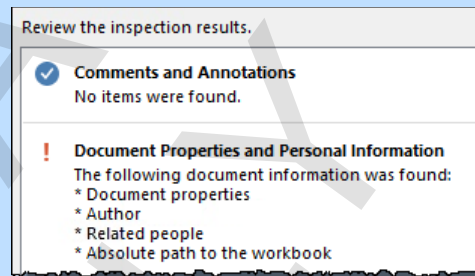 Review the inspection results.
Comments and Annotations
No items were found.
! Document Properties and Personal Information
The following document information was found:
* Document properties
* Author
* Related people
* Absolute path to the workbook